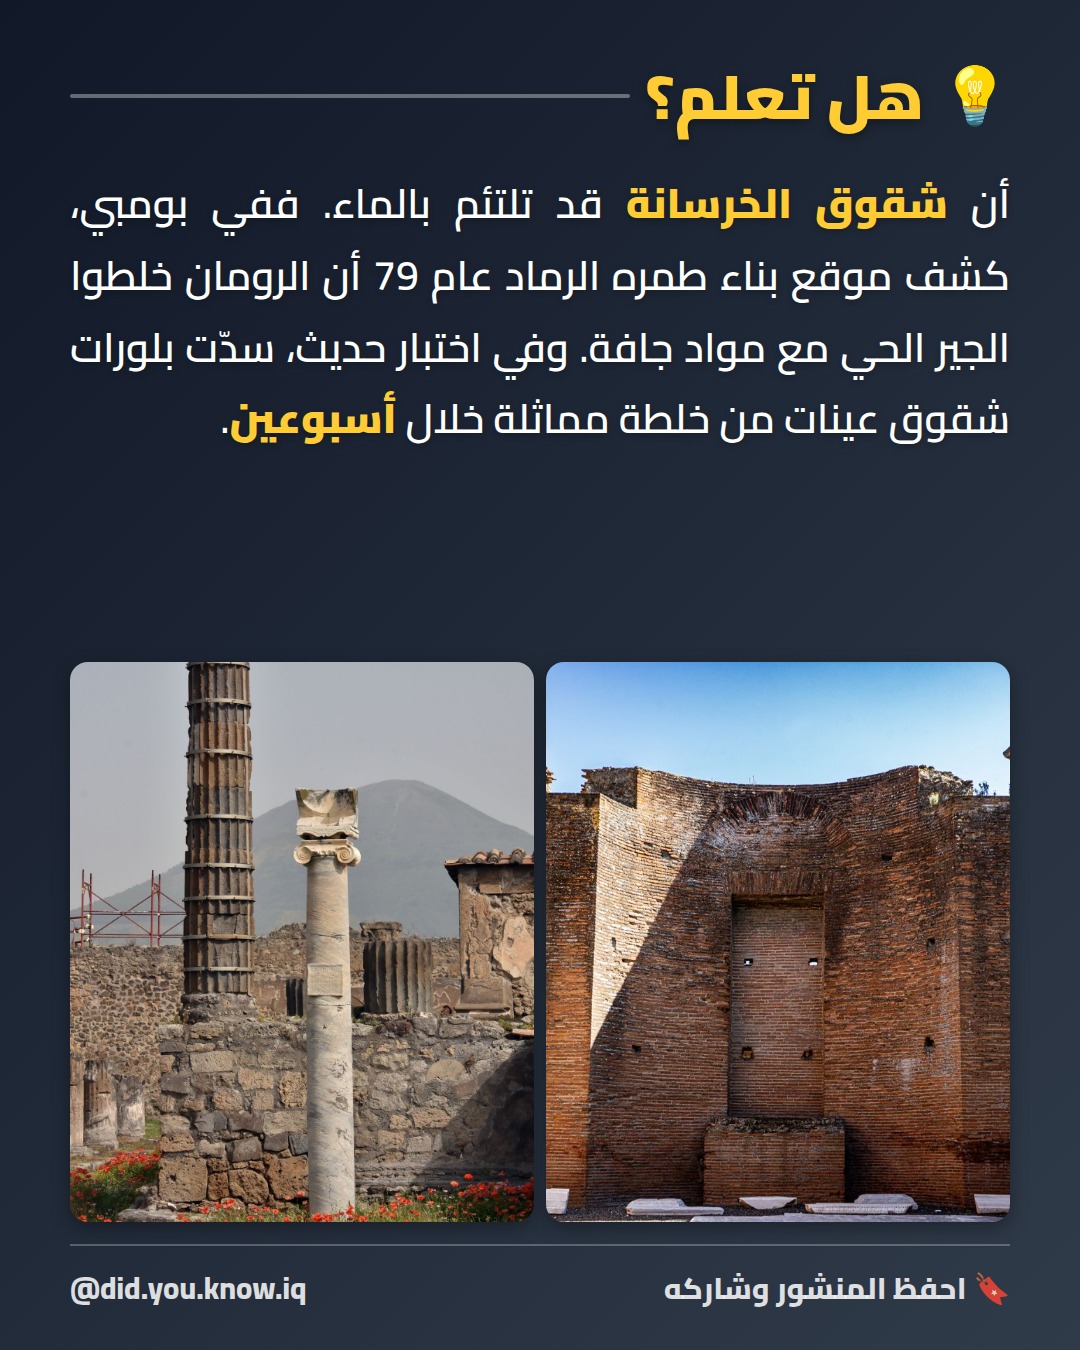 هل تعلم؟
أن شقوق الخرسانة قد تلتئم بالماء. ففي بومبي،
كشف موقع بناء طمره الرماد عام 79 أن الرومان خلطوا
الجير الحي مع مواد جافة. وفي اختبار حديث، سدّت بلورات
شقوق عينات من خلطة مماثلة خلال أسبوعين.
احفظ المنشور وشاركه
@did.you.know.iq